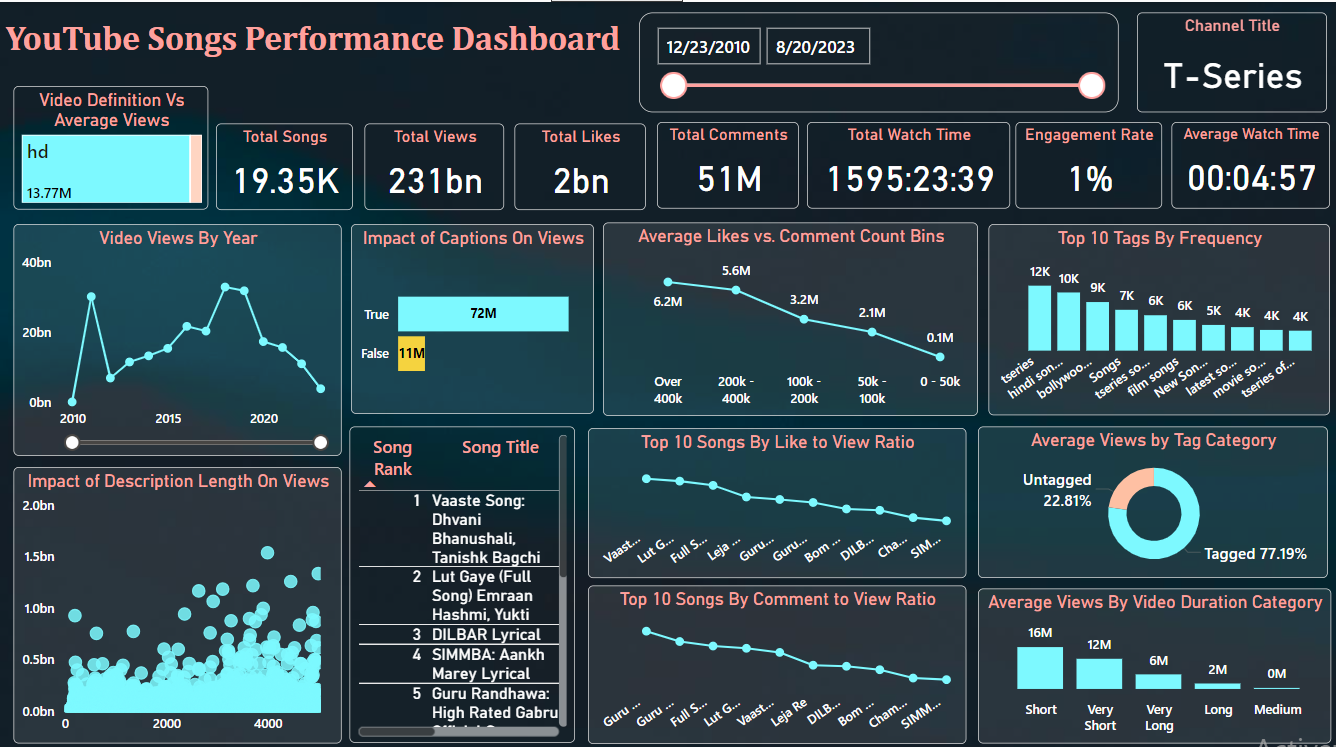 YouTube Songs Performance Dashboard
12/23/2010
8/20/2023
Channel Title
T-Series
Video Definition Vs
Average Views
hd
13.77M
Total Songs
19.35K
Total Views
231bn
Total Likes
2bn
Total Comments
51M
Total Watch Time
1595:23:39
Engagement Rate
1%
Average Watch Time
00:04:57
Video Views By Year
40bn
20bn
0bn
2010
2015
2020
Impact of Captions On Views
True
72M
False
11M
Average Likes vs. Comment Count Bins
6.2M
5.6M
3.2M
2.1M
0.1M
Over
400k
200k -
400k
100k -
200k
50k -
100k
0 - 50k
Top 10 Tags By Frequency
12K
10K
9K
7K
6K
6K
5K
4K
4K
4K
tseries
hindi son...
bollywoo...
Songs
tseries so...
film songs
New Son...
latest so...
movie so...
tseries of...
Impact of Description Length On Views
2.0bn
1.5bn
1.0bn
0.5bn
0.0bn
0
2000
4000
Song
Rank
Song Title
1
Vaaste Song:
Dhvani
Bhanushali,
Tanishk Bagchi
2
Lut Gaye (Full
Song) Emraan
Hashmi, Yukti
3
DILBAR Lyrical
4
SIMMBA: Aankh
Marey Lyrical
5
Guru Randhawa:
High Rated Gabru
Top 10 Songs By Like to View Ratio
Vaast...
Lut G...
Full S...
Leja ...
Guru...
Guru...
Bom ...
DILB...
Cha...
SIM...
Top 10 Songs By Comment to View Ratio
Guru ...
Guru ...
Full S...
Lut G...
Vaast...
Leja Re
DILB...
Bom ...
Cham...
SIMM...
Average Views by Tag Category
Untagged
22.81%
Tagged 77.19%
Average Views By Video Duration Category
16M
12M
6M
2M
0M
Short
Very
Short
Very
Long
Long
Medium